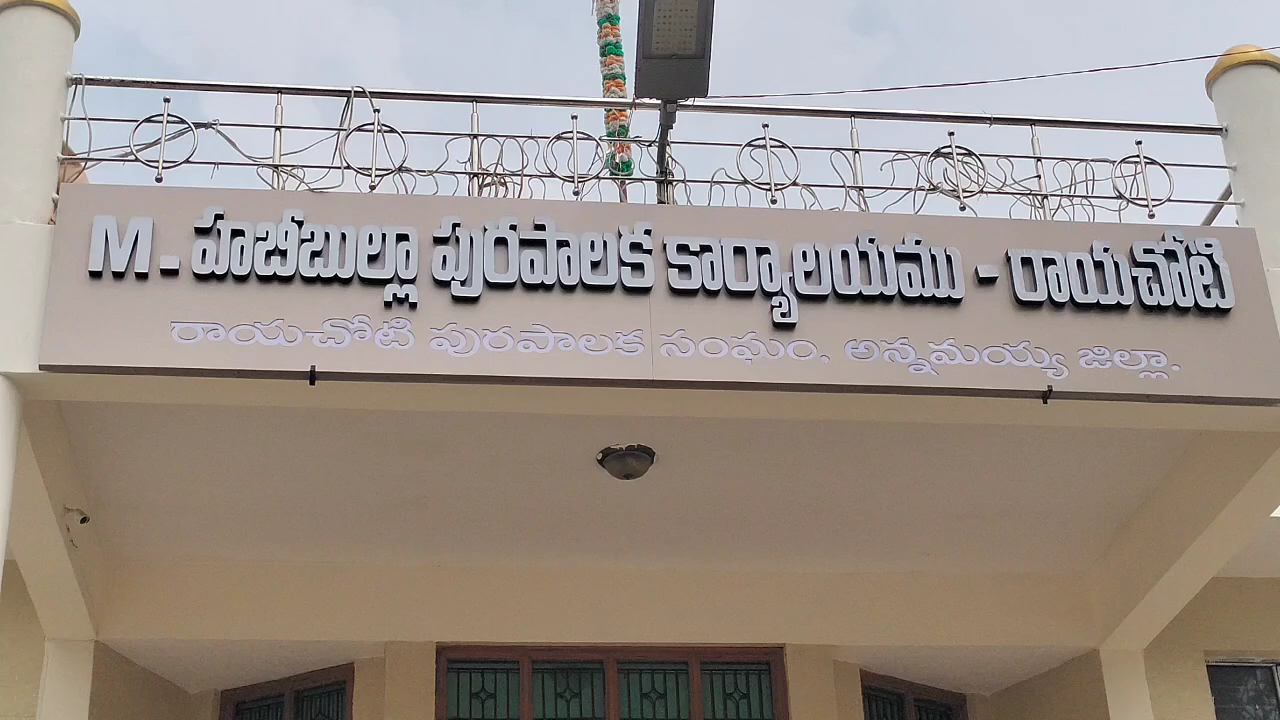 M. హబీబుల్లా పురపాలక కార్యాలయము - రాయచోటి
రాయచోటి పురపాలక సంఘం, అన్నమయ్య జిల్లా.